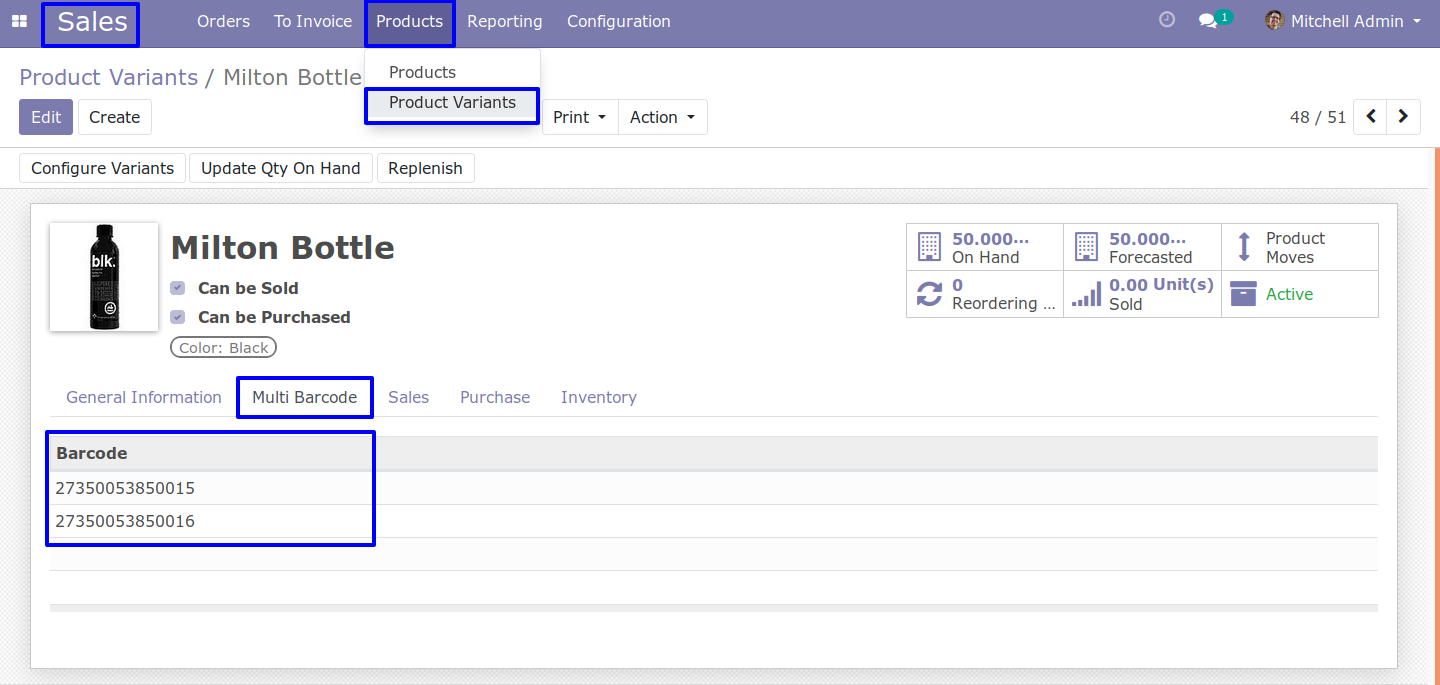 Sales Orders To Invoice Products Reporting Configuration 1 Mitchell Admin
Products
Product Variants
Product Variants / Milton Bottle
Edit Create Print Action 48 / 51
Configure Variants Update Qty On Hand Replenish
blk.
Milton Bottle
Can be Sold
Can be Purchased
Color: Black
50.000...
On Hand
50.000...
Forecasted
Product
Moves
0
Reordering ...
0.00 Unit(s)
Sold
Active
General Information Multi Barcode Sales Purchase Inventory
Barcode
27350053850015
27350053850016